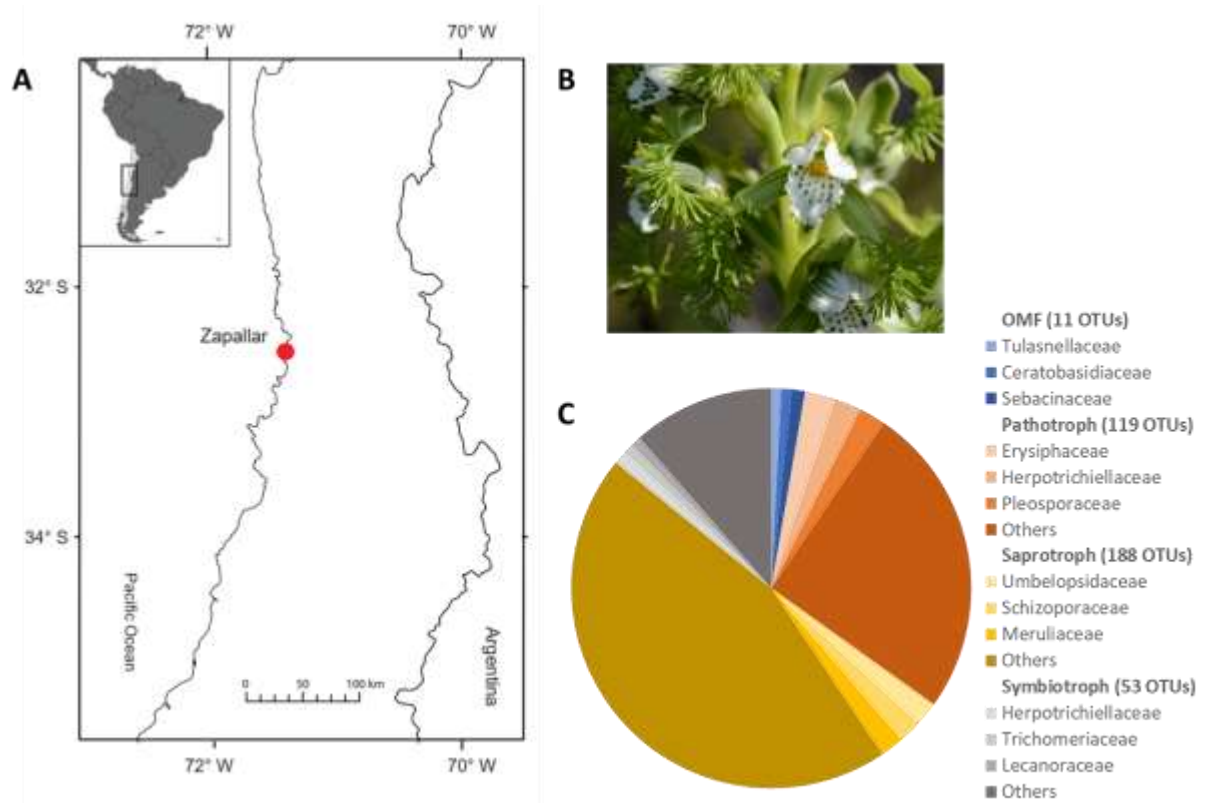 A
72° W
70° W
32° S
Zapallar
34° S
Pacific Ocean
Argentina
0 50 100 km
72° W
70° W
B
C
OMF (11 OTUs)
Tulasnellaceae
Ceratobasidiaceae
Sebacinaceae
Pathotroph (119 OTUs)
Erysiphaceae
Herpotrichiellaceae
Pleosporaceae
Others
Saprotroph (188 OTUs)
Umbelopsidaceae
Schizoporaceae
Meruliaceae
Others
Symbiotroph (53 OTUs)
Herpotrichiellaceae
Trichomeriaceae
Lecanoraceae
Others